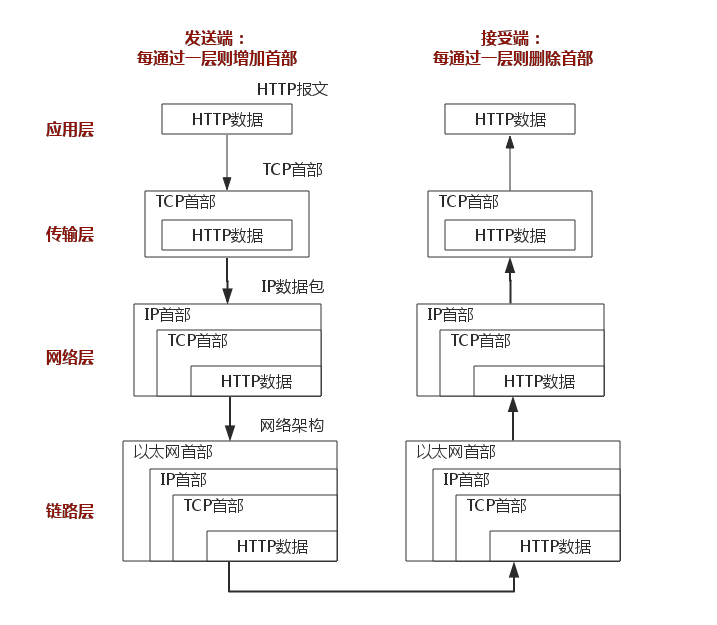 发送端：
每通过一层则增加首部
接受端：
每通过一层则删除首部
HTTP报文
应用层
HTTP数据
HTTP数据
TCP首部
传输层
TCP首部
HTTP数据
TCP首部
HTTP数据
IP数据包
网络层
IP首部
TCP首部
HTTP数据
IP首部
TCP首部
HTTP数据
网络架构
链路层
以太网首部
IP首部
TCP首部
HTTP数据
以太网首部
IP首部
TCP首部
HTTP数据